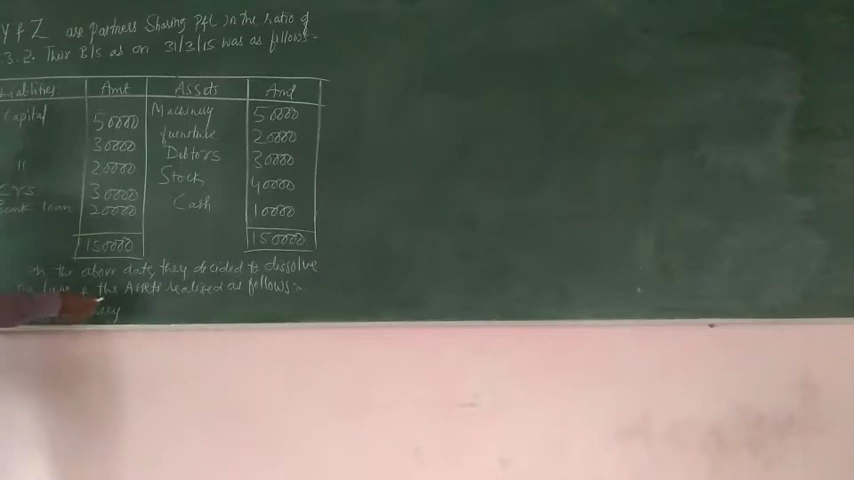 Y & Z are partners sharing P&L in the ratio of
:3:2. Their B/S as on 31/3/15 was as follows:-
Liabilities Amt Assets Amt
Capital 50000 Machinery 50000
30000 furniture 20000
" 20000 Debtors 30000
30000 Stock 40000
Bank loan 20000 Cash 10000
150000 150000
On the above date, they decided to dissolve
the firm & the Assets realised as follows:-